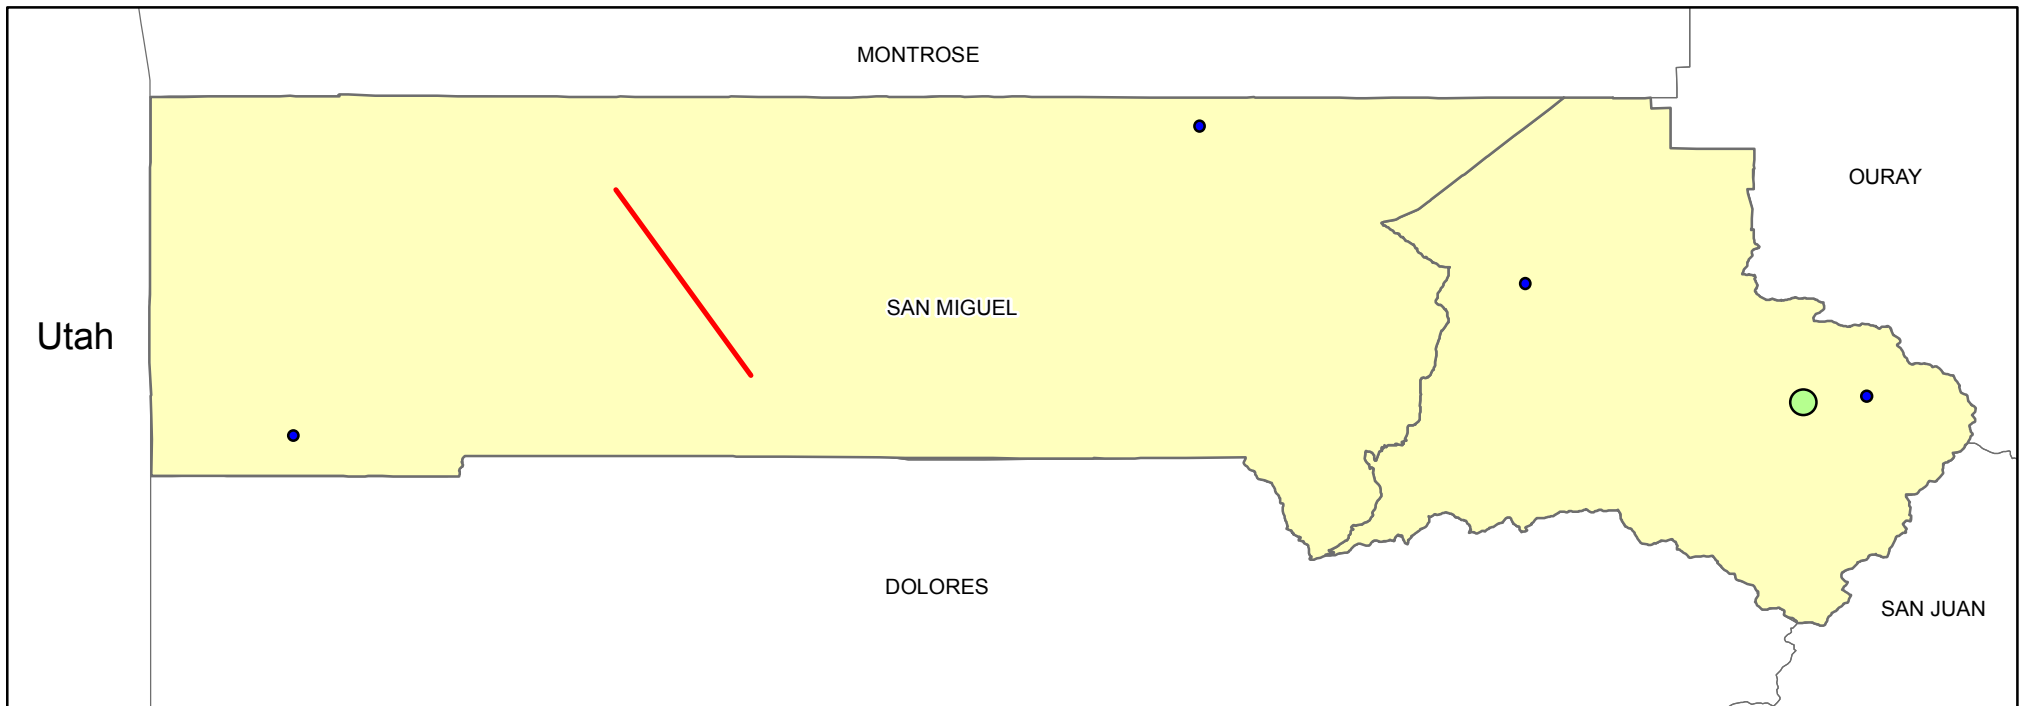 MONTROSE
OURAY
SAN MIGUEL
Utah
DOLORES
SAN JUAN